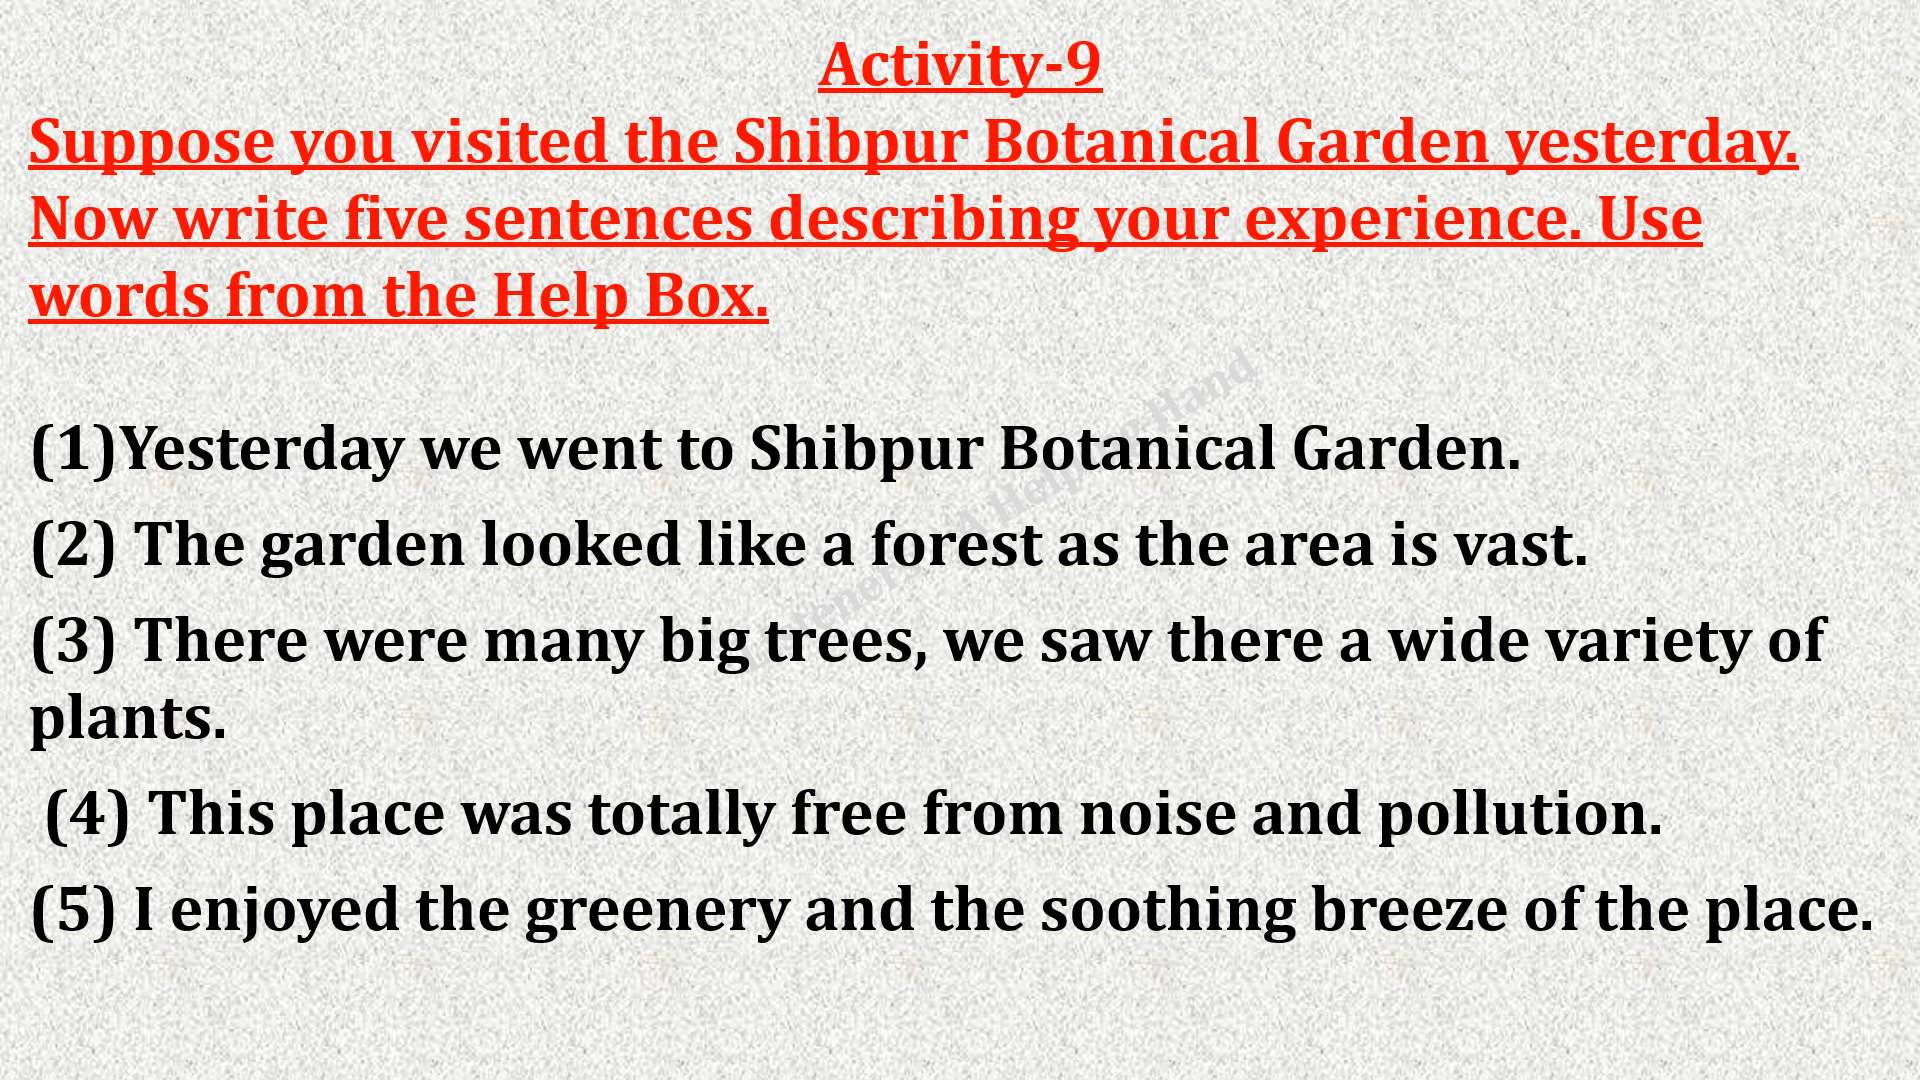 Activity-9
Suppose you visited the Shibpur Botanical Garden yesterday.
Now write five sentences describing your experience. Use
words from the Help Box.
(1)Yesterday we went to Shibpur Botanical Garden.
(2) The garden looked like a forest as the area is vast.
(3) There were many big trees, we saw there a wide variety of
plants.
(4) This place was totally free from noise and pollution.
(5) I enjoyed the greenery and the soothing breeze of the place.